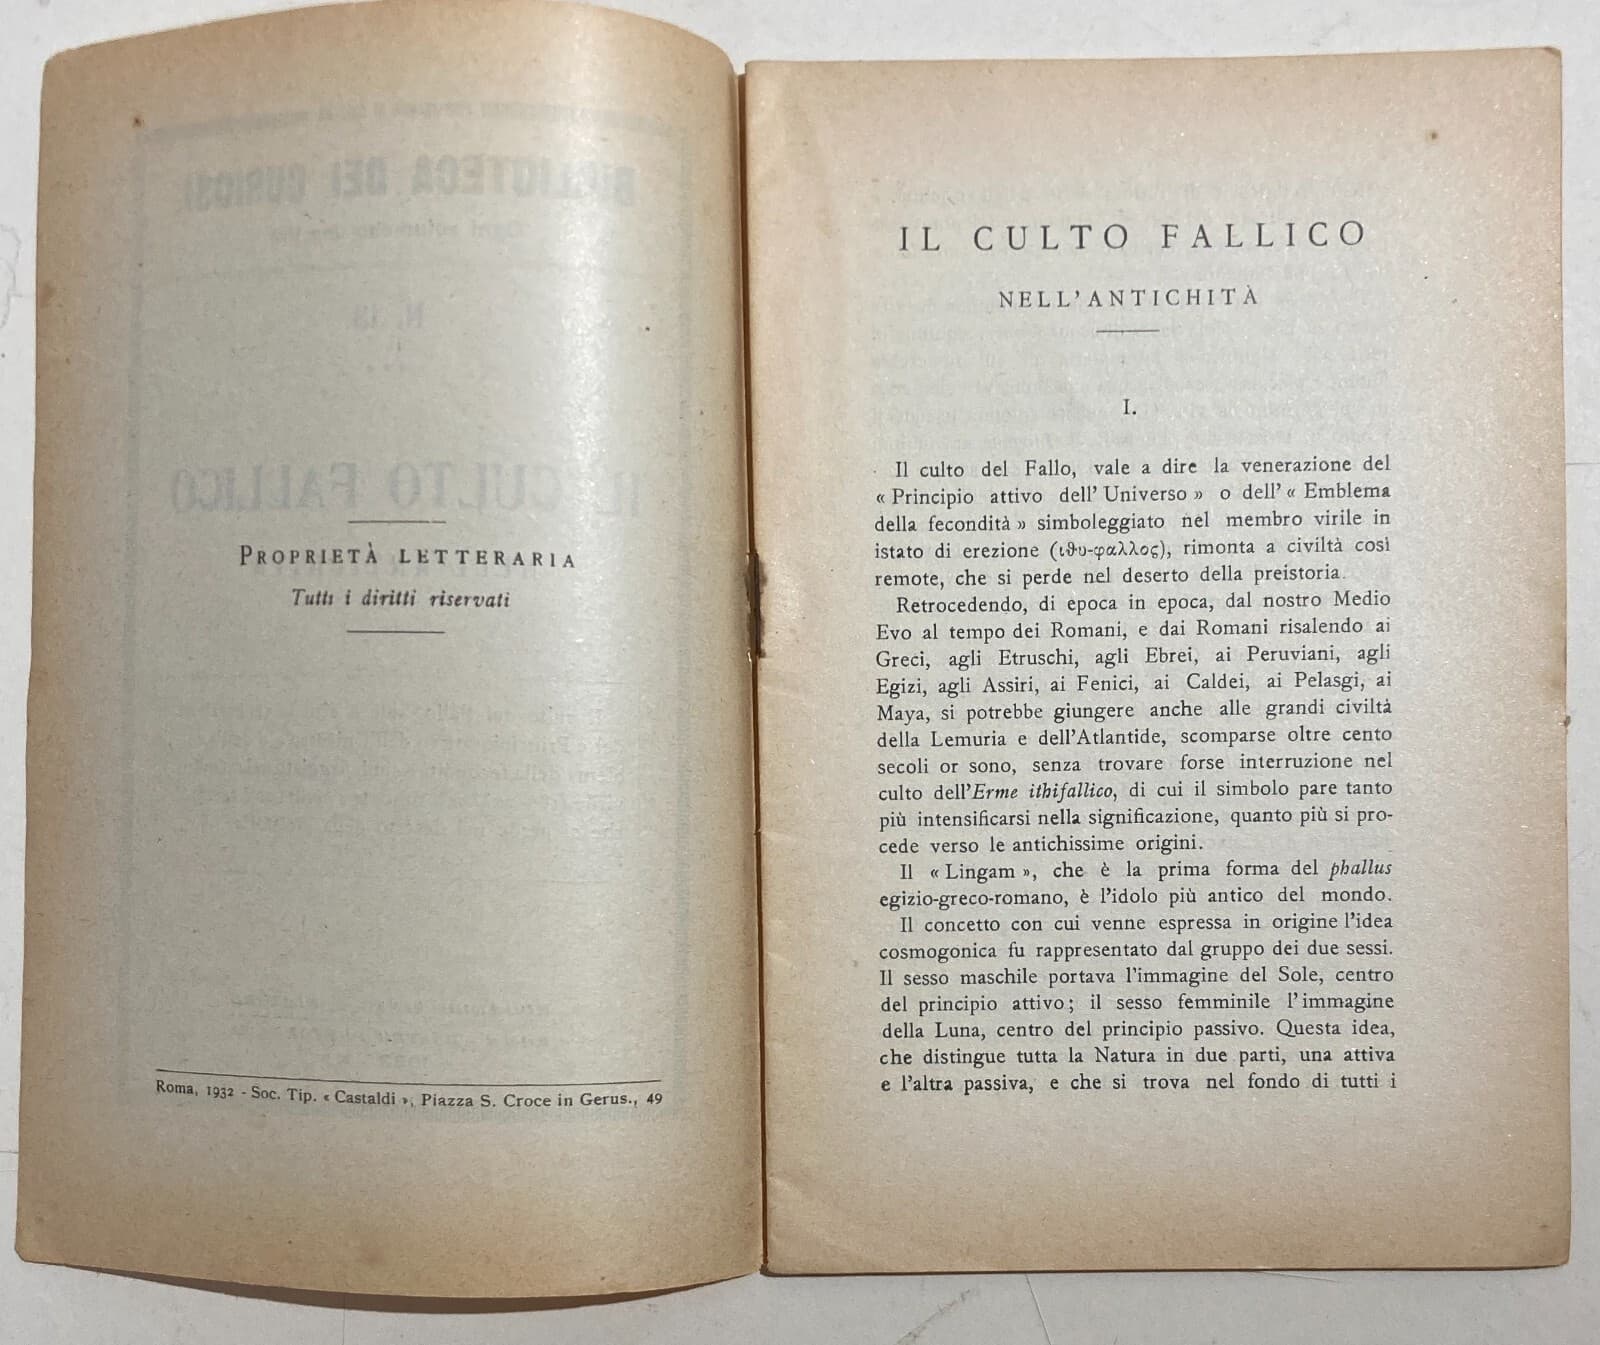 PROPRIETÀ LETTERARIA
Tutti i diritti riservati
Roma, 1932 - Soc. Tip. « Castaldi », Piazza S. Croce in Gerus., 49
IL CULTO FALLICO
NELL'ANTICHITÀ
I.
Il culto del Fallo, vale a dire la venerazione del
« Principio attivo dell'Universo » o dell'« Emblema
della fecondità » simboleggiato nel membro virile in
istato di erezione (ιϑυ-φαλλος), rimonta a civiltà così
remote, che si perde nel deserto della preistoria.
Retrocedendo, di epoca in epoca, dal nostro Medio
Evo al tempo dei Romani, e dai Romani risalendo ai
Greci, agli Etruschi, agli Ebrei, ai Peruviani, agli
Egizi, agli Assiri, ai Fenici, ai Caldei, ai Pelasgi, ai
Maya, si potrebbe giungere anche alle grandi civiltà
della Lemuria e dell'Atlantide, scomparse oltre cento
secoli or sono, senza trovare forse interruzione nel
culto dell'Erme ithifallico, di cui il simbolo pare tanto
più intensificarsi nella significazione, quanto più si pro-
cede verso le antichissime origini.
Il « Lingam », che è la prima forma del phallus
egizio-greco-romano, è l'idolo più antico del mondo.
Il concetto con cui venne espressa in origine l'idea
cosmogonica fu rappresentato dal gruppo dei due sessi.
Il sesso maschile portava l'immagine del Sole, centro
del principio attivo; il sesso femminile l'immagine
della Luna, centro del principio passivo. Questa idea,
che distingue tutta la Natura in due parti, una attiva
e l'altra passiva, e che si trova nel fondo di tutti i